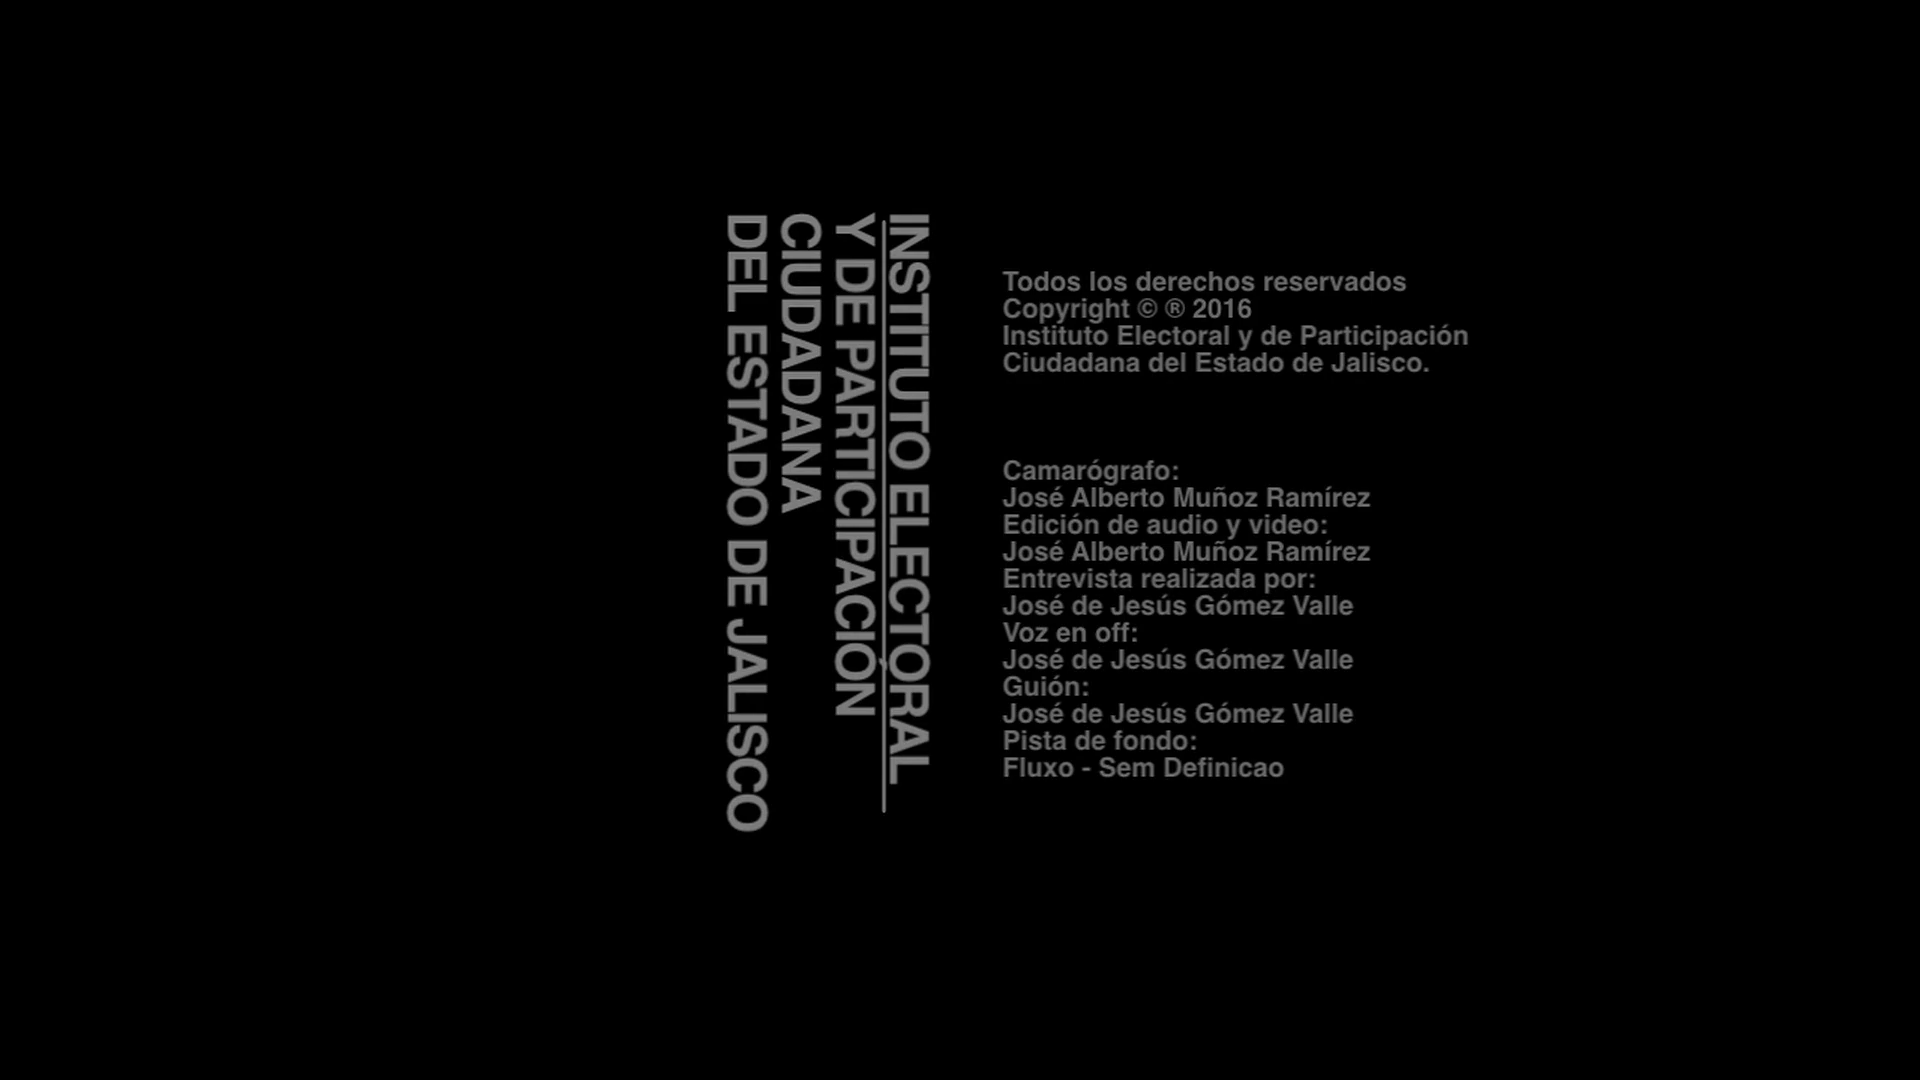 INSTITUTO ELECTORAL
Y DE PARTICIPACIÓN
CIUDADANA
DEL ESTADO DE JALISCO
Todos los derechos reservados
Copyright © ® 2016
Instituto Electoral y de Participación
Ciudadana del Estado de Jalisco.
Camarógrafo:
José Alberto Muñoz Ramírez
Edición de audio y video:
José Alberto Muñoz Ramírez
Entrevista realizada por:
José de Jesús Gómez Valle
Voz en off:
José de Jesús Gómez Valle
Guión:
José de Jesús Gómez Valle
Pista de fondo:
Fluxo - Sem Definicao